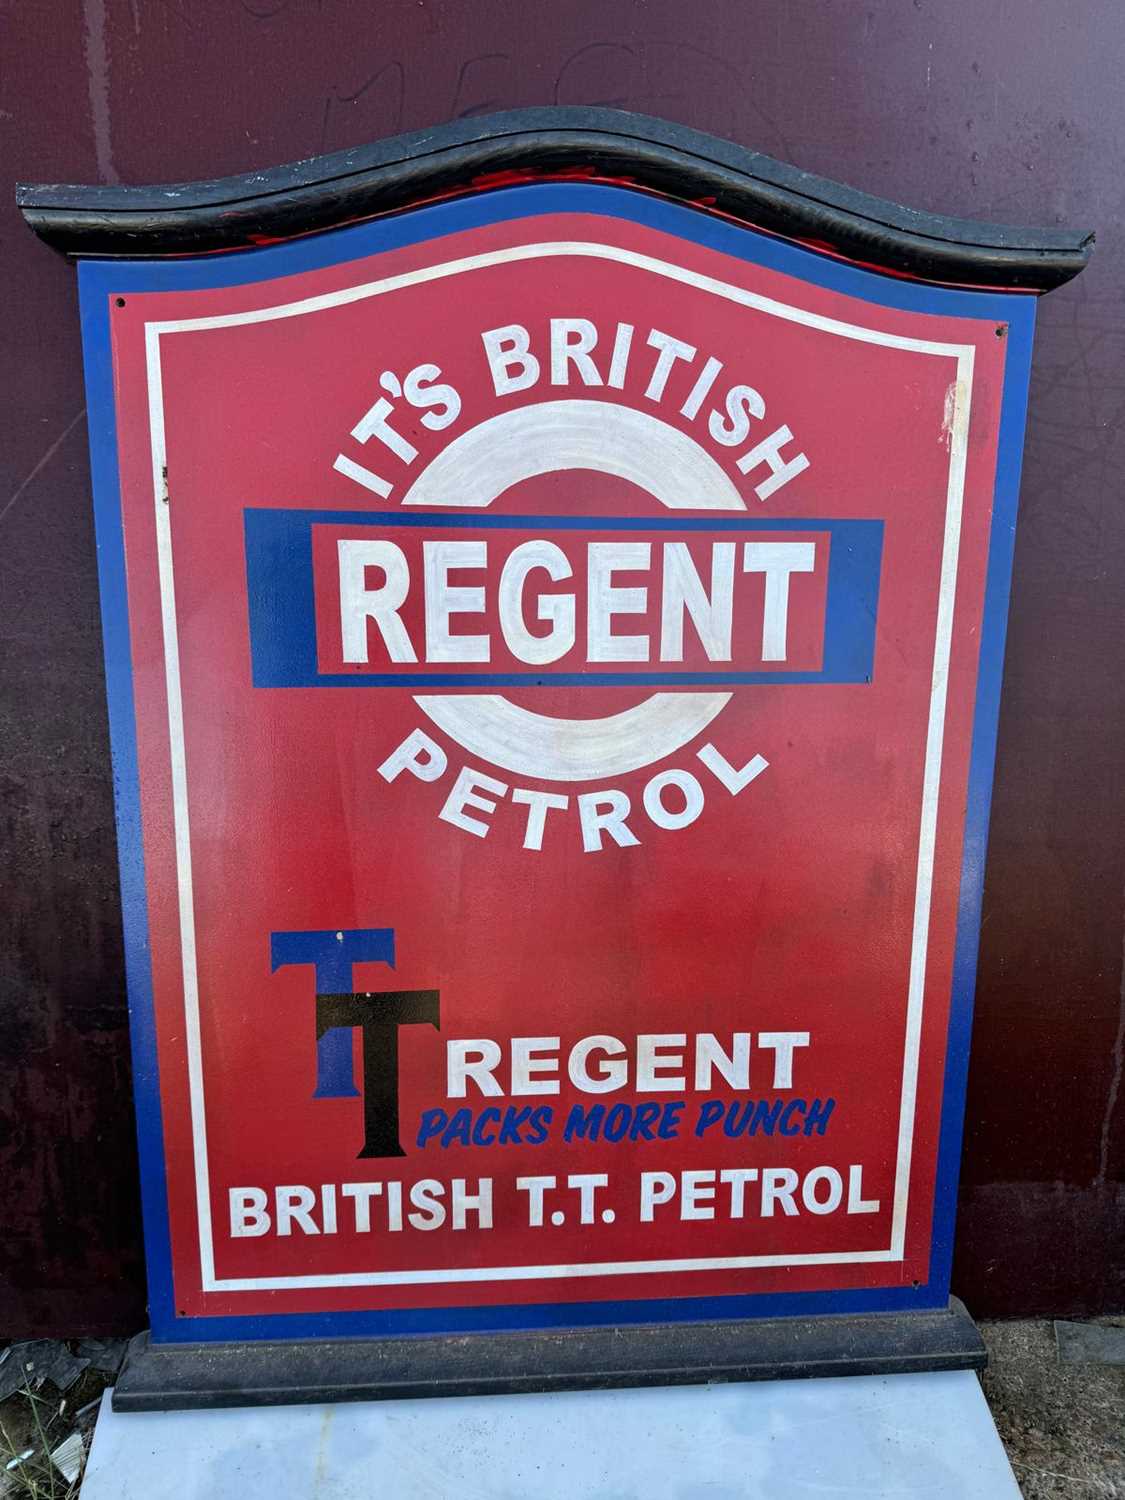 IT'S BRITISH
REGENT
PETROL
TT
REGENT
PACKS MORE PUNCH
BRITISH T.T. PETROL